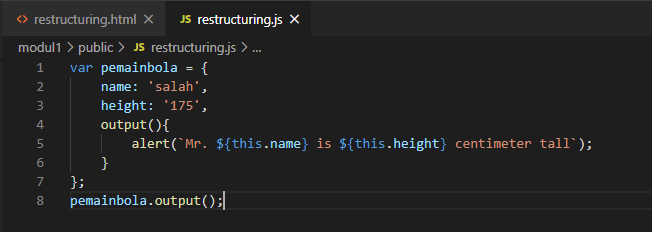 <> restructuring.html × JS restructuring.js ×
modul1 > public > JS restructuring.js > ...
1 var pemainbola = {
2     name: 'salah',
3     height: '175',
4     output(){
5         alert(`Mr. ${this.name} is ${this.height} centimeter tall`);
6     }
7 };
8 pemainbola.output();